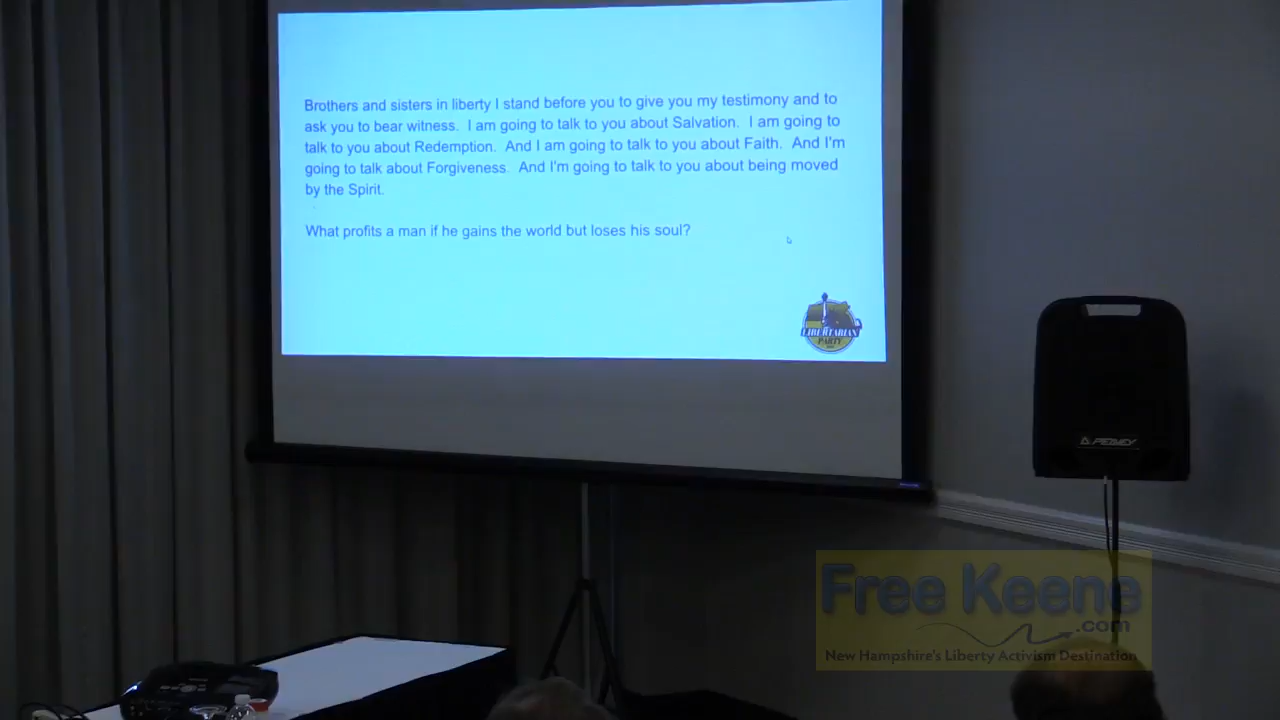 Brothers and sisters in liberty I stand before you to give you my testimony and to
ask you to bear witness.  I am going to talk to you about Salvation.  I am going to
talk to you about Redemption.  And I am going to talk to you about Faith.  And I'm
going to talk about Forgiveness.  And I'm going to talk to you about being moved
by the Spirit.
What profits a man if he gains the world but loses his soul?
LIBERTARIAN
PARTY
PEAVEY
Free Keene
.com
New Hampshire's Liberty Activism Destination